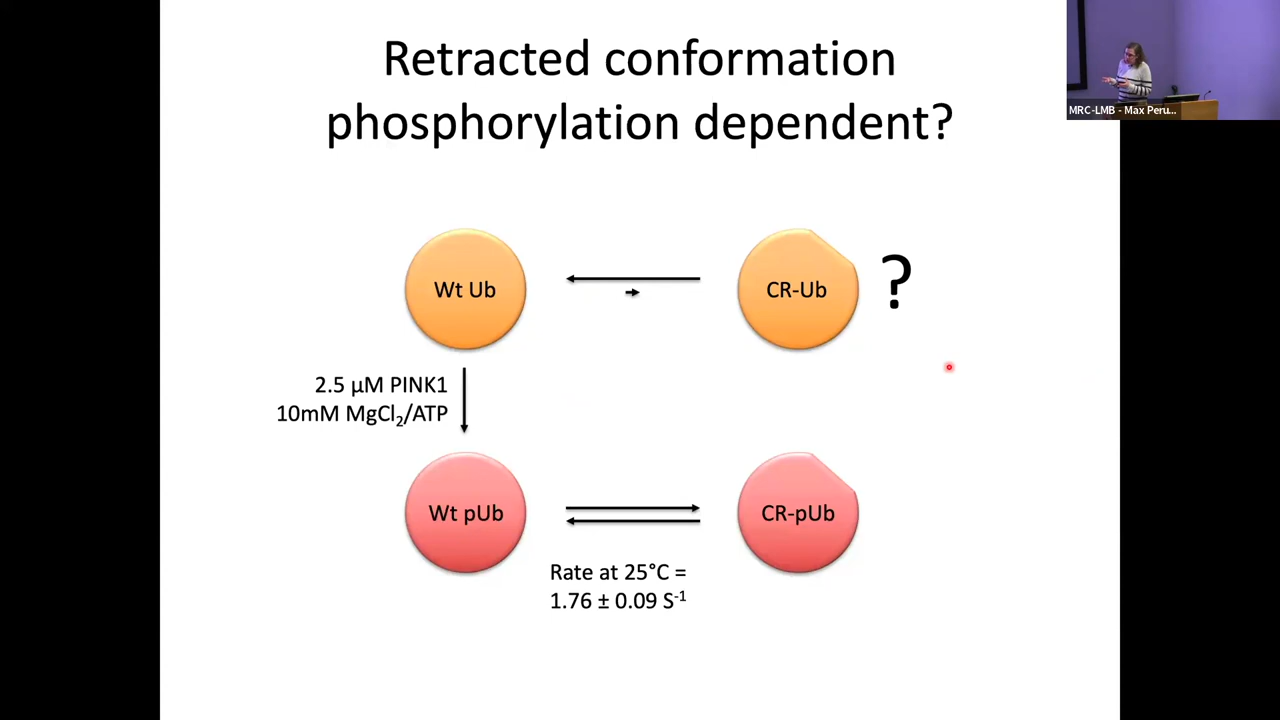 Retracted conformation
phosphorylation dependent?
MRC-LMB - Max Peru...
Wt Ub
CR-Ub
?
2.5 µM PINK1
10mM MgCl₂/ATP
Wt pUb
CR-pUb
Rate at 25°C =
1.76 ± 0.09 S⁻¹